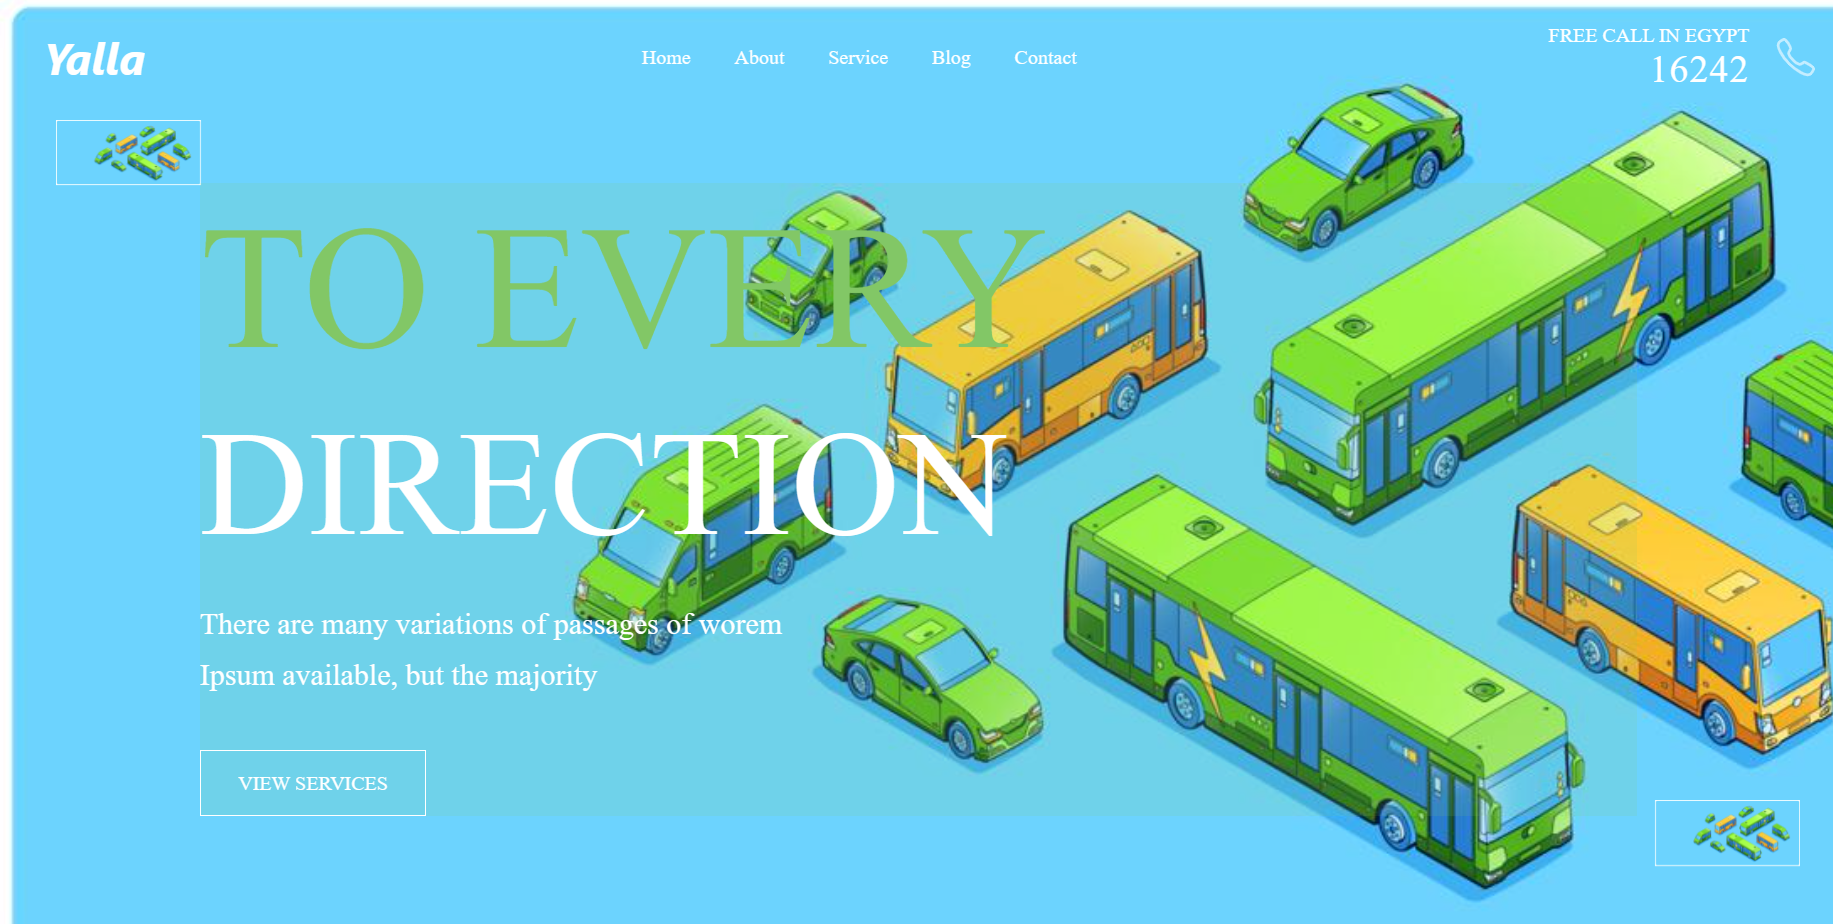 Yalla
Home About Service Blog Contact
FREE CALL IN EGYPT
16242
TO EVERY
DIRECTION
There are many variations of passages of worem
Ipsum available, but the majority
VIEW SERVICES